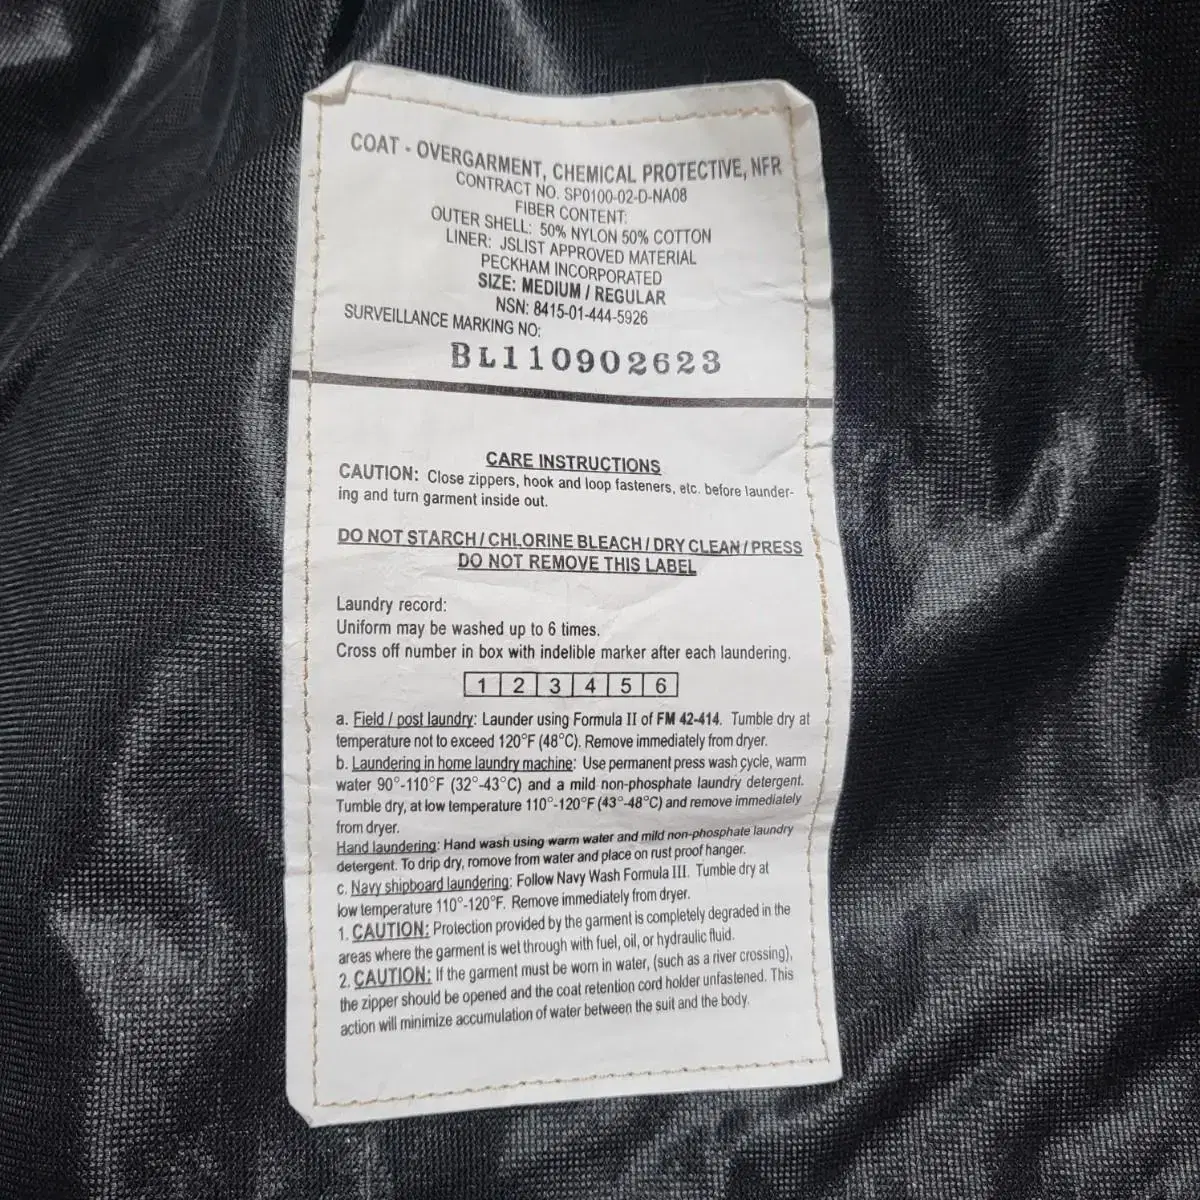 COAT - OVERGARMENT, CHEMICAL PROTECTIVE, NFR
CONTRACT NO. SP0100-02-D-NA08
FIBER CONTENT:
OUTER SHELL: 50% NYLON 50% COTTON
LINER: JSLIST APPROVED MATERIAL
PECKHAM INCORPORATED
SIZE: MEDIUM / REGULAR
NSN: 8415-01-444-5926
SURVEILLANCE MARKING NO:
BL110902623
CARE INSTRUCTIONS
CAUTION: Close zippers, hook and loop fasteners, etc. before launder-
ing and turn garment inside out.
DO NOT STARCH / CHLORINE BLEACH / DRY CLEAN / PRESS
DO NOT REMOVE THIS LABEL
Laundry record:
Uniform may be washed up to 6 times.
Cross off number in box with indelible marker after each laundering.
1 2 3 4 5 6
a. Field / post laundry: Launder using Formula II of FM 42-414. Tumble dry at
temperature not to exceed 120°F (48°C). Remove immediately from dryer.
b. Laundering in home laundry machine: Use permanent press wash cycle, warm
water 90°-110°F (32°-43°C) and a mild non-phosphate laundry detergent.
Tumble dry, at low temperature 110°-120°F (43°-48°C) and remove immediately
from dryer.
Hand laundering: Hand wash using warm water and mild non-phosphate laundry
detergent. To drip dry, romove from water and place on rust proof hanger.
c. Navy shipboard laundering: Follow Navy Wash Formula III. Tumble dry at
low temperature 110°-120°F. Remove immediately from dryer.
1. CAUTION: Protection provided by the garment is completely degraded in the
areas where the garment is wet through with fuel, oil, or hydraulic fluid.
2. CAUTION: If the garment must be worn in water, (such as a river crossing),
the zipper should be opened and the coat retention cord holder unfastened. This
action will minimize accumulation of water between the suit and the body.